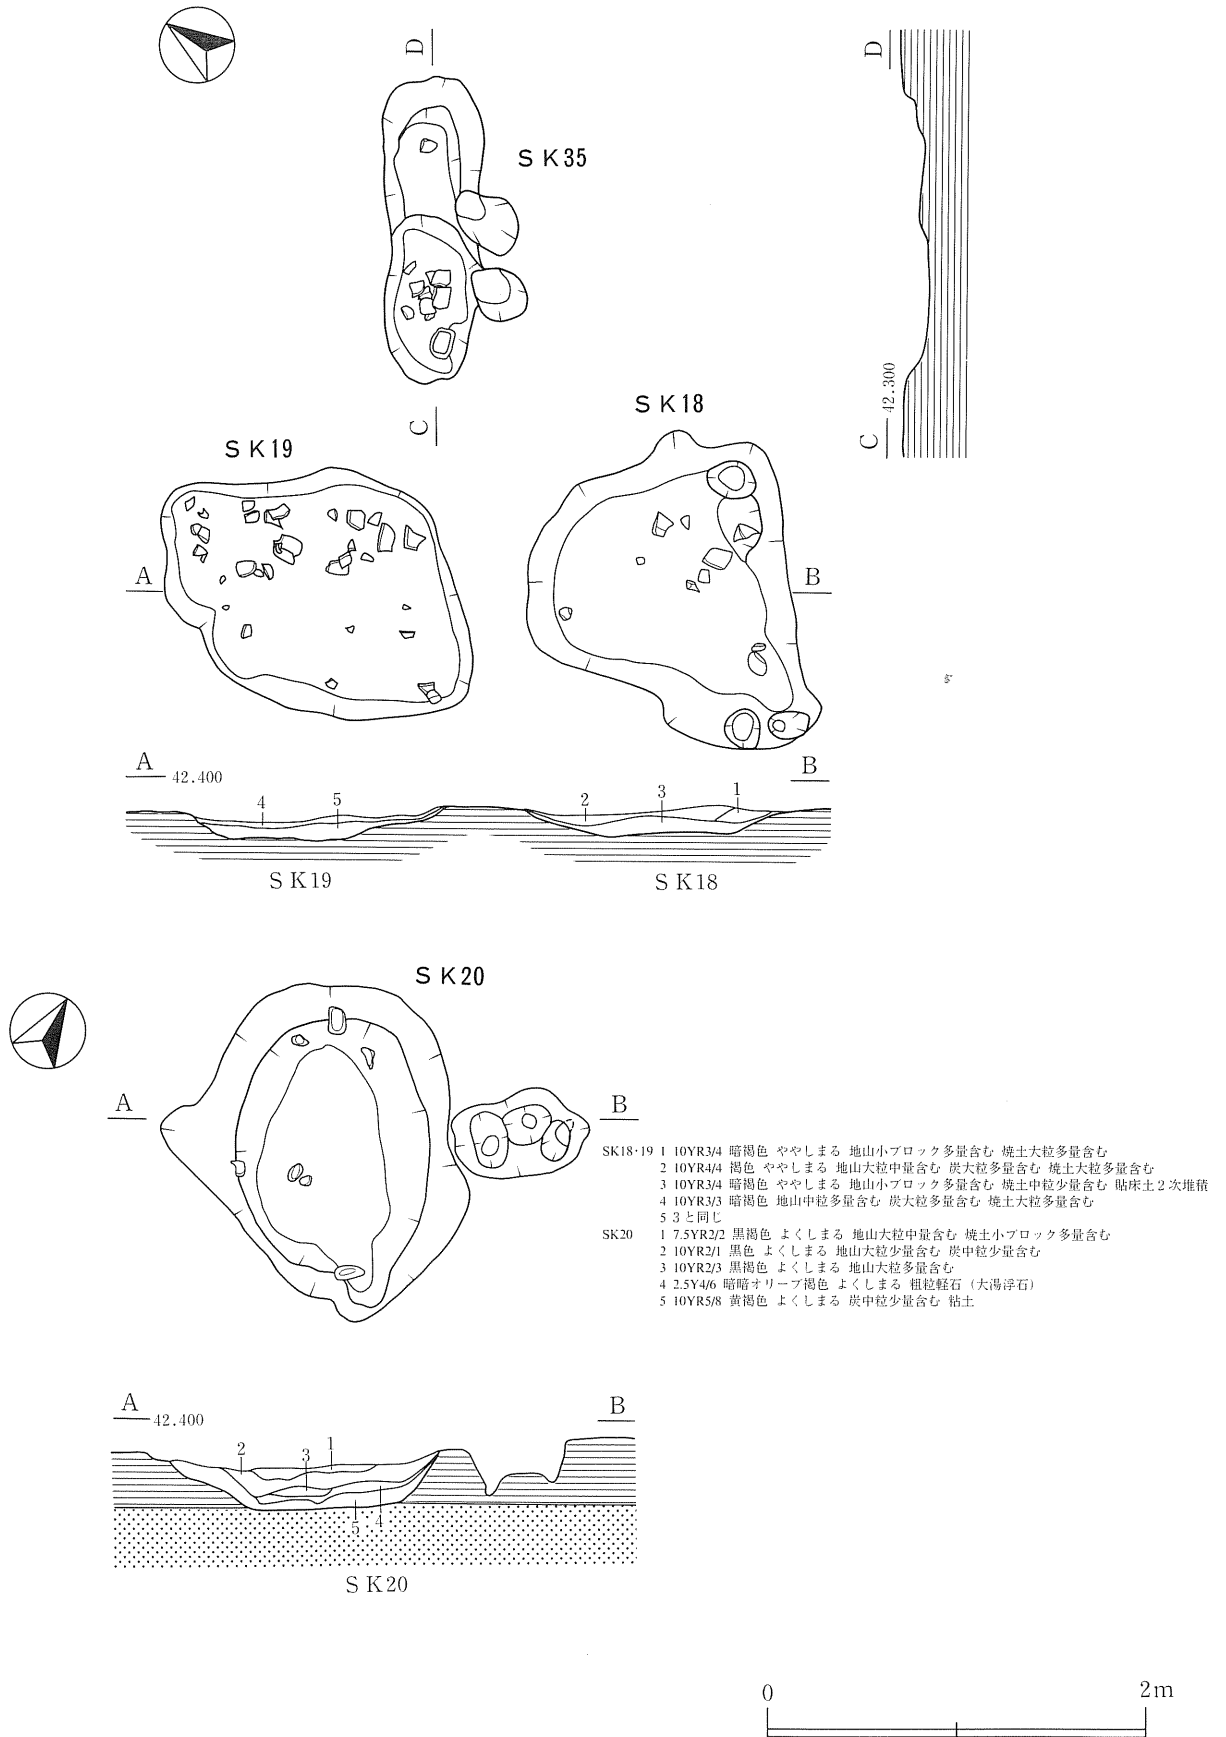 D
D
SK35
C 42.300
C
SK18
SK19
A
B
A 42.400
B
4 5 2 3 1
SK19
SK18
SK20
A
B
SK18・19 1 10YR3/4 暗褐色 ややしまる 地山小ブロック多量含む 焼土大粒多量含む
2 10YR4/4 褐色 ややしまる 地山大粒中量含む 炭大粒多量含む 焼土大粒多量含む
3 10YR3/4 暗褐色 ややしまる 地山小ブロック多量含む 焼土中粒少量含む 貼床土2次堆積
4 10YR3/3 暗褐色 地山中粒多量含む 炭大粒多量含む 焼土大粒多量含む
5 3と同じ
SK20 1 7.5YR2/2 黒褐色 よくしまる 地山大粒中量含む 焼土小ブロック多量含む
2 10YR2/1 黒色 よくしまる 地山大粒少量含む 炭中粒少量含む
3 10YR2/3 黒褐色 よくしまる 地山大粒多量含む
4 2.5Y4/6 暗暗オリーブ褐色 よくしまる 粗粒軽石（大湯浮石）
5 10YR5/8 黄褐色 よくしまる 炭中粒少量含む 粘土
A 42.400
B
2 3 1
5 4
SK20
0 2m